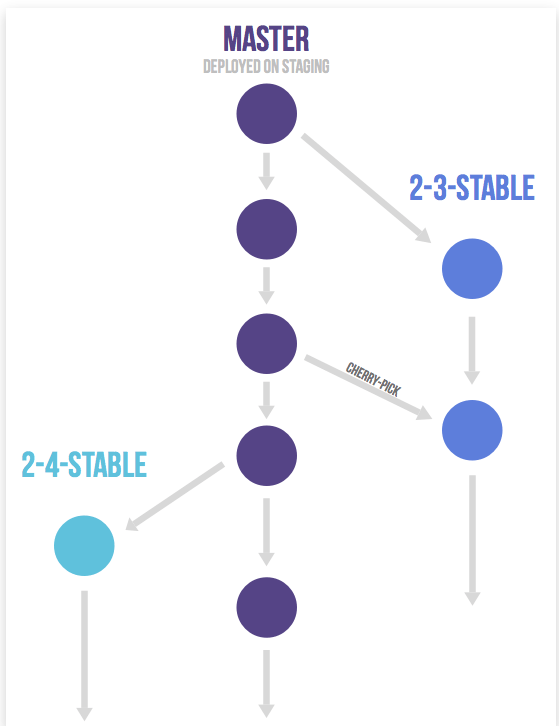 MASTER
DEPLOYED ON STAGING
2-3-STABLE
CHERRY-PICK
2-4-STABLE